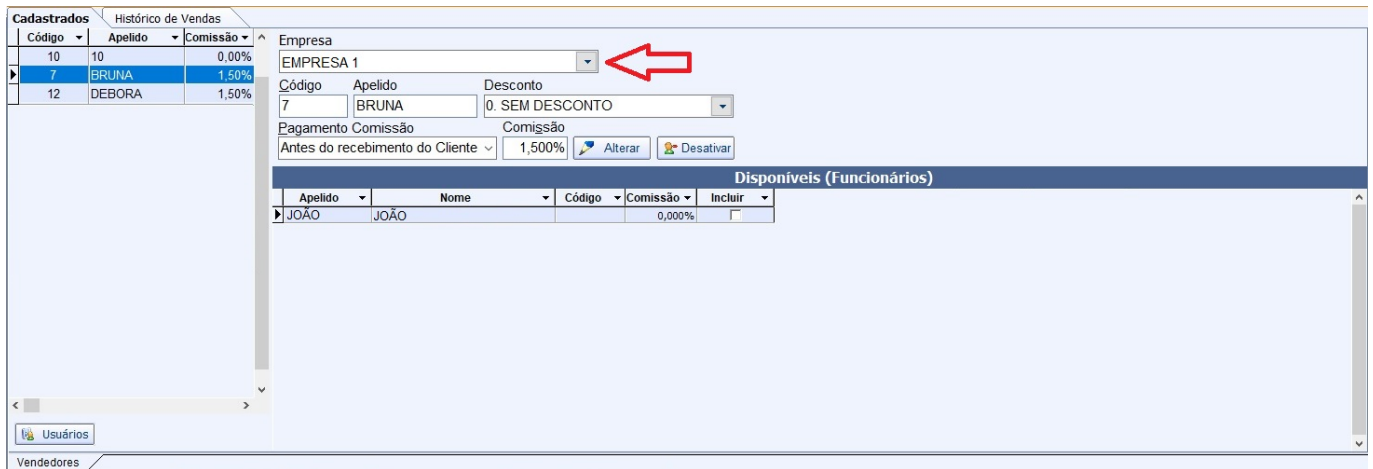 Cadastrados Histórico de Vendas
Código Apelido Comissão
10 10 0,00%
7 BRUNA 1,50%
12 DEBORA 1,50%
Usuários
Empresa
EMPRESA 1
Código Apelido Desconto
7 BRUNA 0. SEM DESCONTO
Pagamento Comissão Comissão
Antes do recebimento do Cliente 1,500% Alterar Desativar
Disponíveis (Funcionários)
Apelido Nome Código Comissão Incluir
JOÃO JOÃO 0,000%
Vendedores